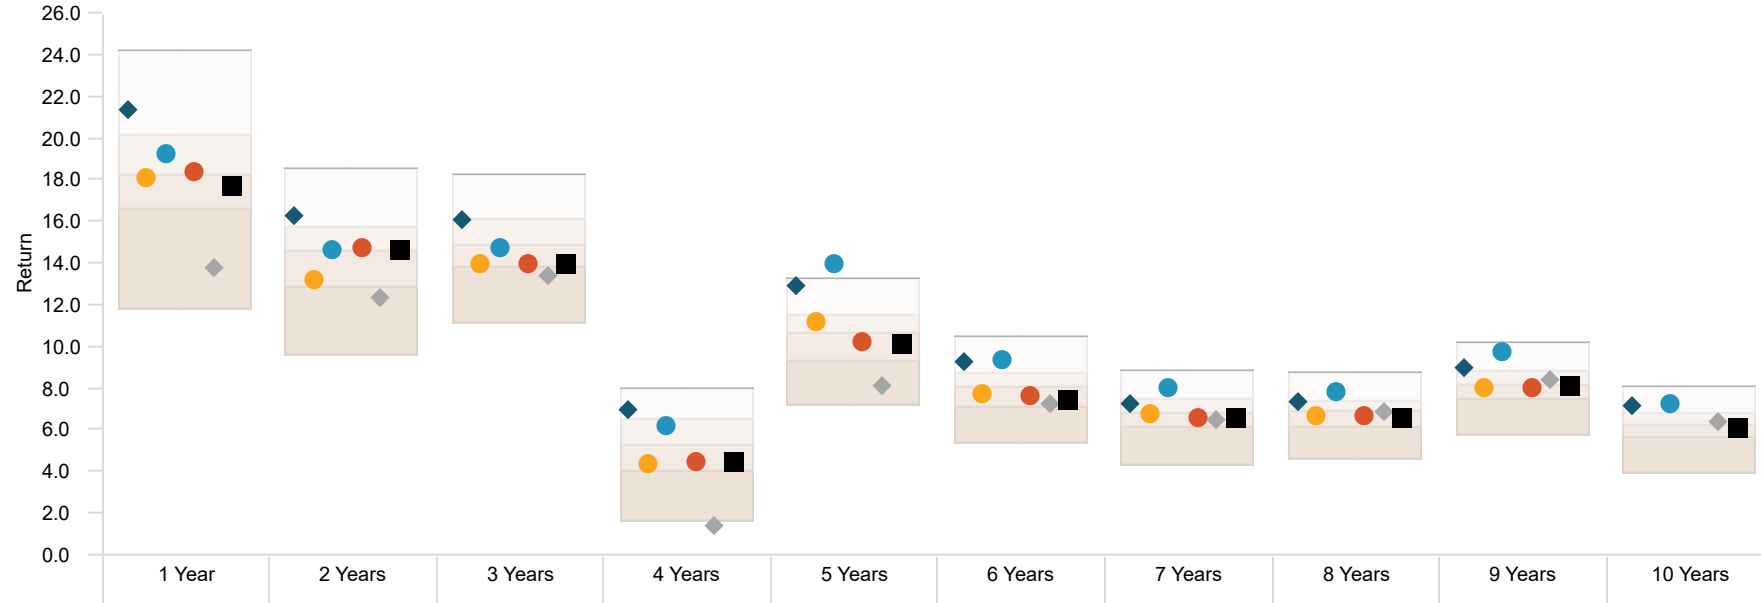 26.0
24.0
22.0
20.0
18.0
16.0
14.0
12.0
10.0
8.0
6.0
4.0
2.0
0.0
Return
1 Year
2 Years
3 Years
4 Years
5 Years
6 Years
7 Years
8 Years
9 Years
10 Years